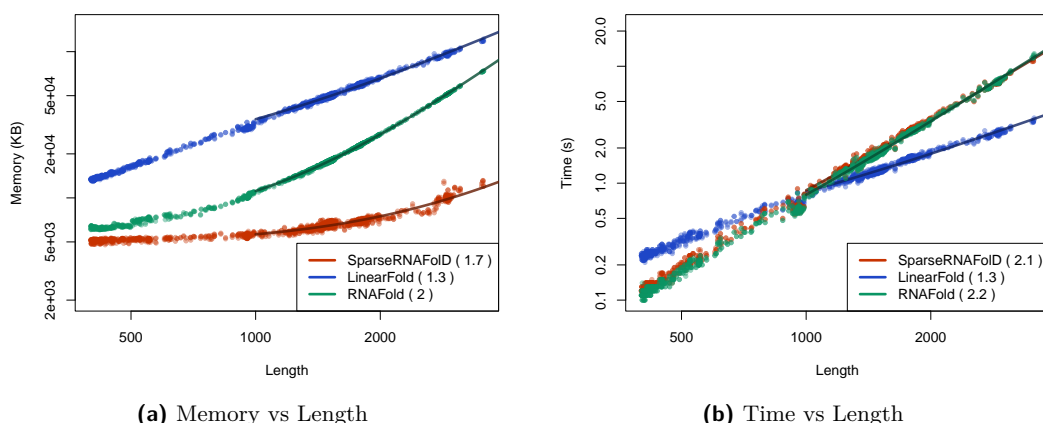 Memory (KB)
5e+04
2e+04
5e+03
2e+03
500
1000
2000
Length
SparseRNAFolD ( 1.7 )
LinearFold ( 1.3 )
RNAFold ( 2 )
(a) Memory vs Length
Time (s)
20.0
5.0
2.0
1.0
0.5
0.2
0.1
500
1000
2000
Length
SparseRNAFolD ( 2.1 )
LinearFold ( 1.3 )
RNAFold ( 2.2 )
(b) Time vs Length